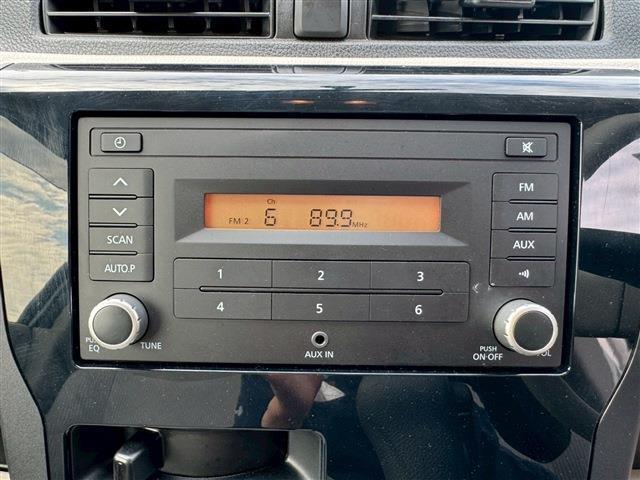 Ch
FM 2 6 89.9 MHz
FM
AM
SCAN
AUX
AUTO.P
1 2 3
4 5 6
PUSH
EQ
TUNE
AUX IN
PUSH
ON·OFF
VOL